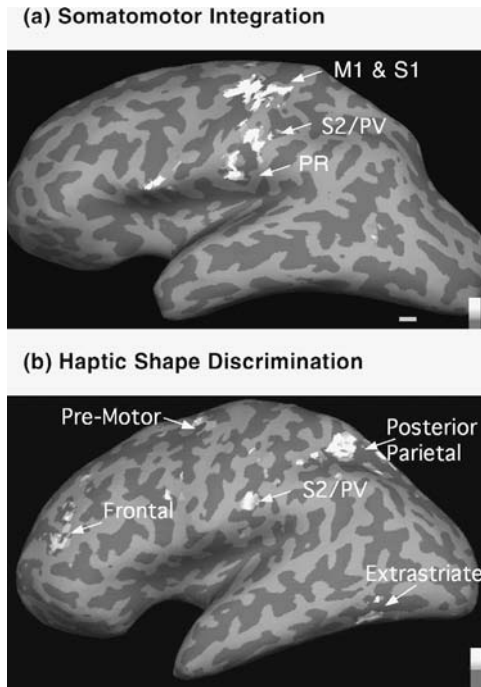 (a) Somatomotor Integration
M1 & S1
S2/PV
PR
(b) Haptic Shape Discrimination
Pre-Motor
Posterior
Parietal
S2/PV
Frontal
Extrastriate